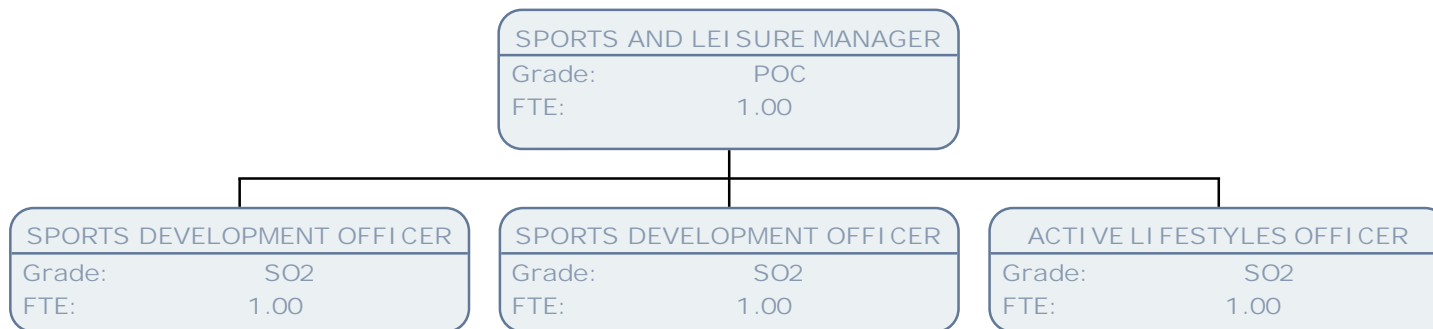 SPORTS AND LEISURE MANAGER
Grade: POC
FTE: 1.00
SPORTS DEVELOPMENT OFFICER
Grade: SO2
FTE: 1.00
SPORTS DEVELOPMENT OFFICER
Grade: SO2
FTE: 1.00
ACTIVE LIFESTYLES OFFICER
Grade: SO2
FTE: 1.00